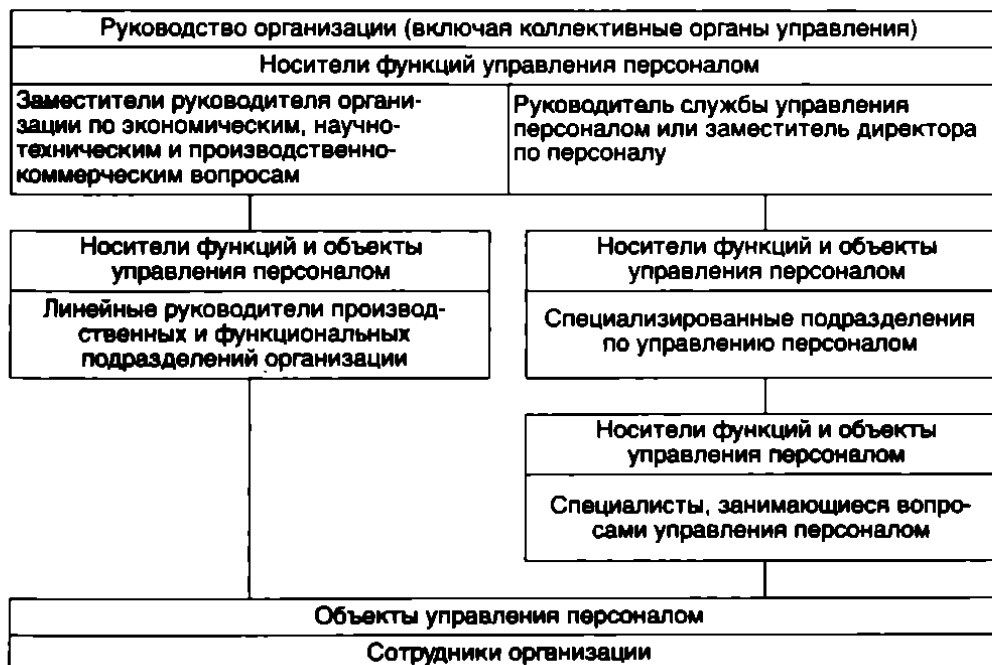 Руководство организации (включая коллективные органы управления)
Носители функций управления персоналом
Заместители руководителя органи-
зации по экономическим, научно-
техническим и производственно-
коммерческим вопросам
Руководитель службы управления
персоналом или заместитель директора
по персоналу
Носители функций и объекты
управления персоналом
Линейные руководители производ-
ственных и функциональных
подразделений организации
Носители функций и объекты
управления персоналом
Специализированные подразделения
по управлению персоналом
Носители функций и объекты
управления персоналом
Специалисты, занимающиеся вопро-
сами управления персоналом
Объекты управления персоналом
Сотрудники организации